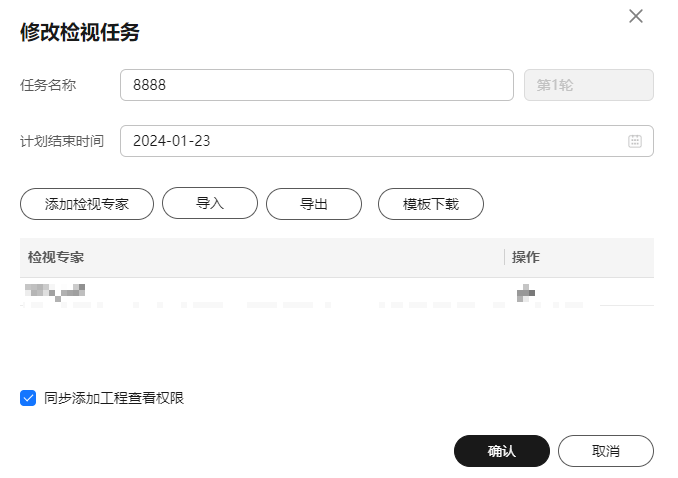 修改检视任务
任务名称 8888 第1轮
计划结束时间 2024-01-23
添加检视专家 导入 导出 模板下载
检视专家 操作
同步添加工程查看权限
确认 取消